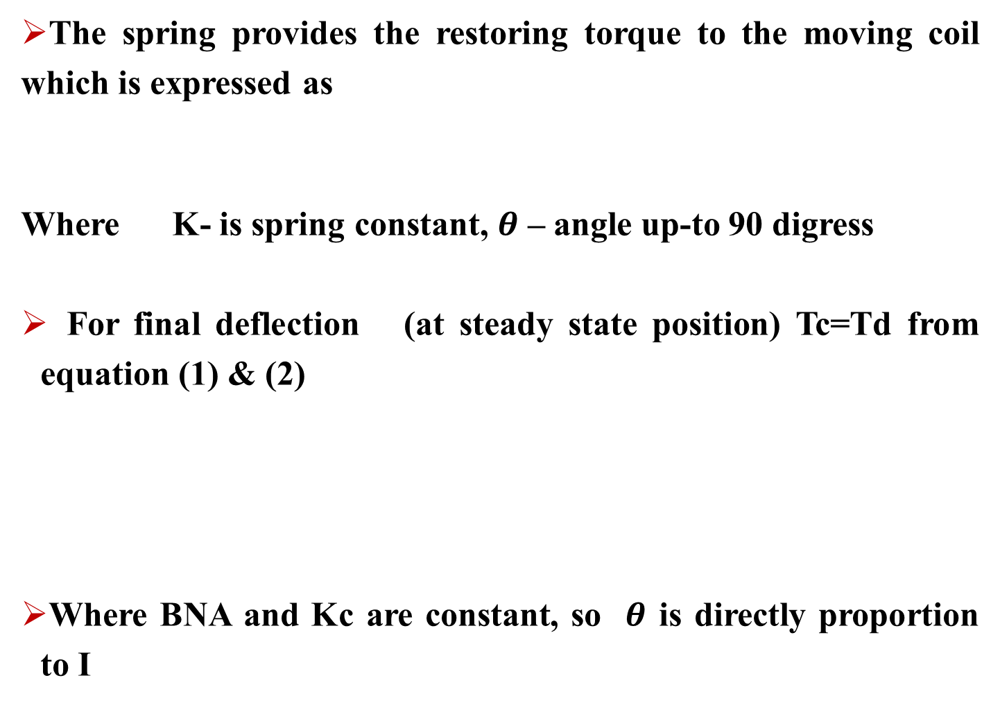 ➢The spring provides the restoring torque to the moving coil
which is expressed as
Where K- is spring constant, 𝜽 – angle up-to 90 digress
➢ For final deflection (at steady state position) Tc=Td from
equation (1) & (2)
➢Where BNA and Kc are constant, so 𝜽 is directly proportion
to I